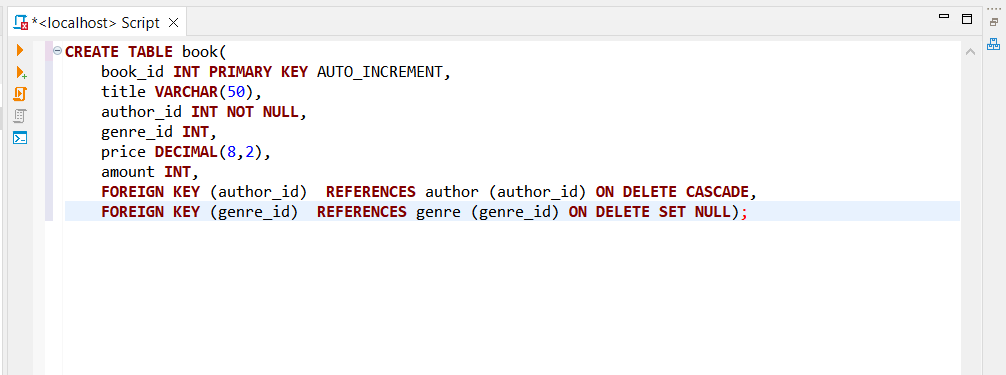 *<localhost> Script
CREATE TABLE book(
    book_id INT PRIMARY KEY AUTO_INCREMENT,
    title VARCHAR(50),
    author_id INT NOT NULL,
    genre_id INT,
    price DECIMAL(8,2),
    amount INT,
    FOREIGN KEY (author_id)  REFERENCES author (author_id) ON DELETE CASCADE,
    FOREIGN KEY (genre_id)  REFERENCES genre (genre_id) ON DELETE SET NULL);